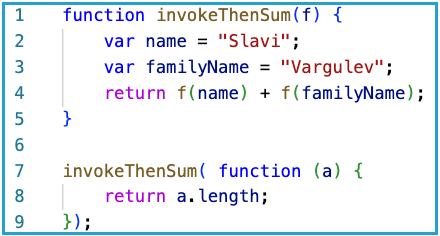 1 function invokeThenSum(f) {
2     var name = "Slavi";
3     var familyName = "Vargulev";
4     return f(name) + f(familyName);
5 }
6
7 invokeThenSum( function (a) {
8     return a.length;
9 });